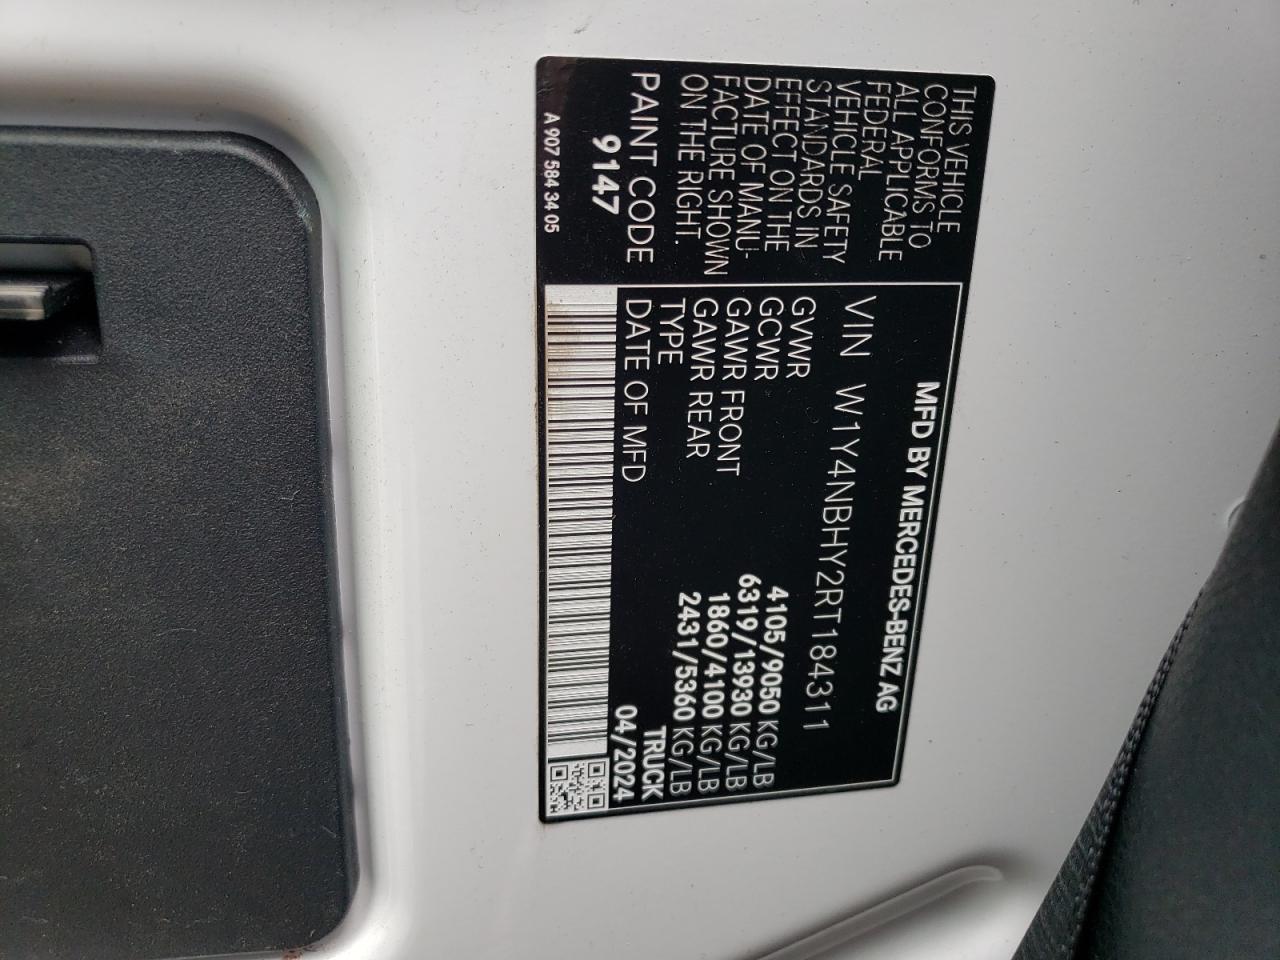 THIS VEHICLE
CONFORMS TO
ALL APPLICABLE
FEDERAL
VEHICLE SAFETY
STANDARDS IN
EFFECT ON THE
DATE OF MANU-
FACTURE SHOWN
ON THE RIGHT.
PAINT CODE
9147
A 907 584 34 05
MFD BY MERCEDES-BENZ AG
VIN W1Y4NBHY2RT184311
GVWR 4105/9050 KG/LB
GCWR 6319/13930 KG/LB
GAWR FRONT 1860/4100 KG/LB
GAWR REAR 2431/5360 KG/LB
TYPE TRUCK
DATE OF MFD 04/2024